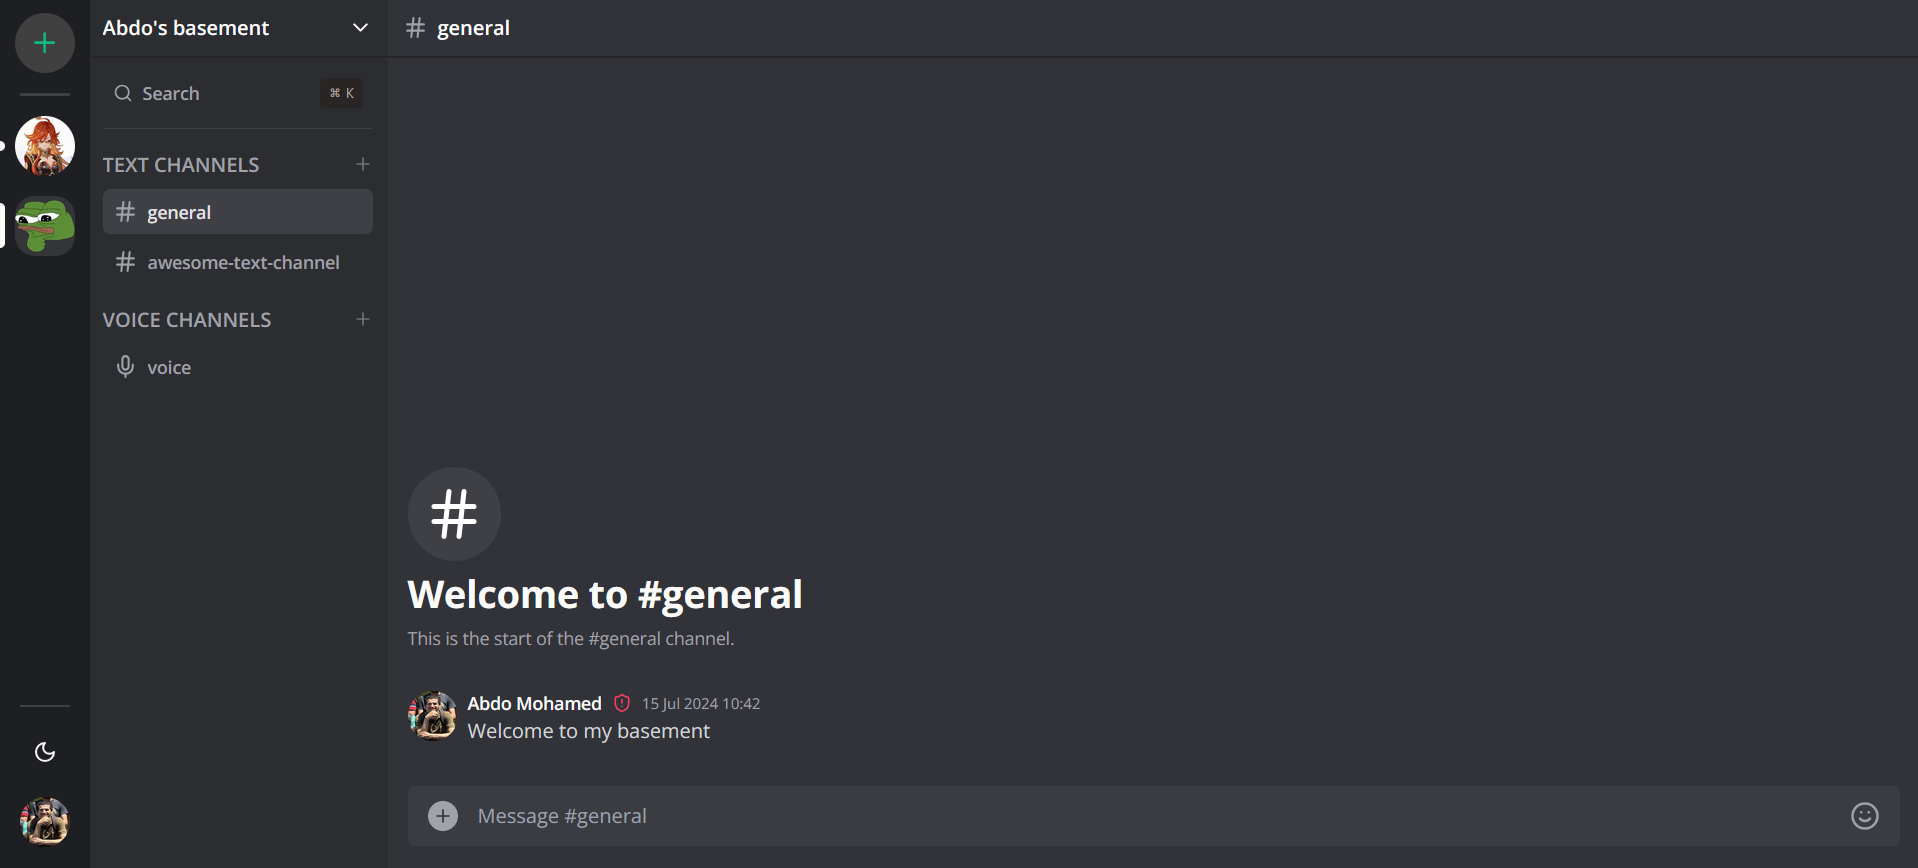 Abdo's basement
Search
⌘ K
TEXT CHANNELS
general
awesome-text-channel
VOICE CHANNELS
voice
# general
Welcome to #general
This is the start of the #general channel.
Abdo Mohamed 15 Jul 2024 10:42
Welcome to my basement
Message #general